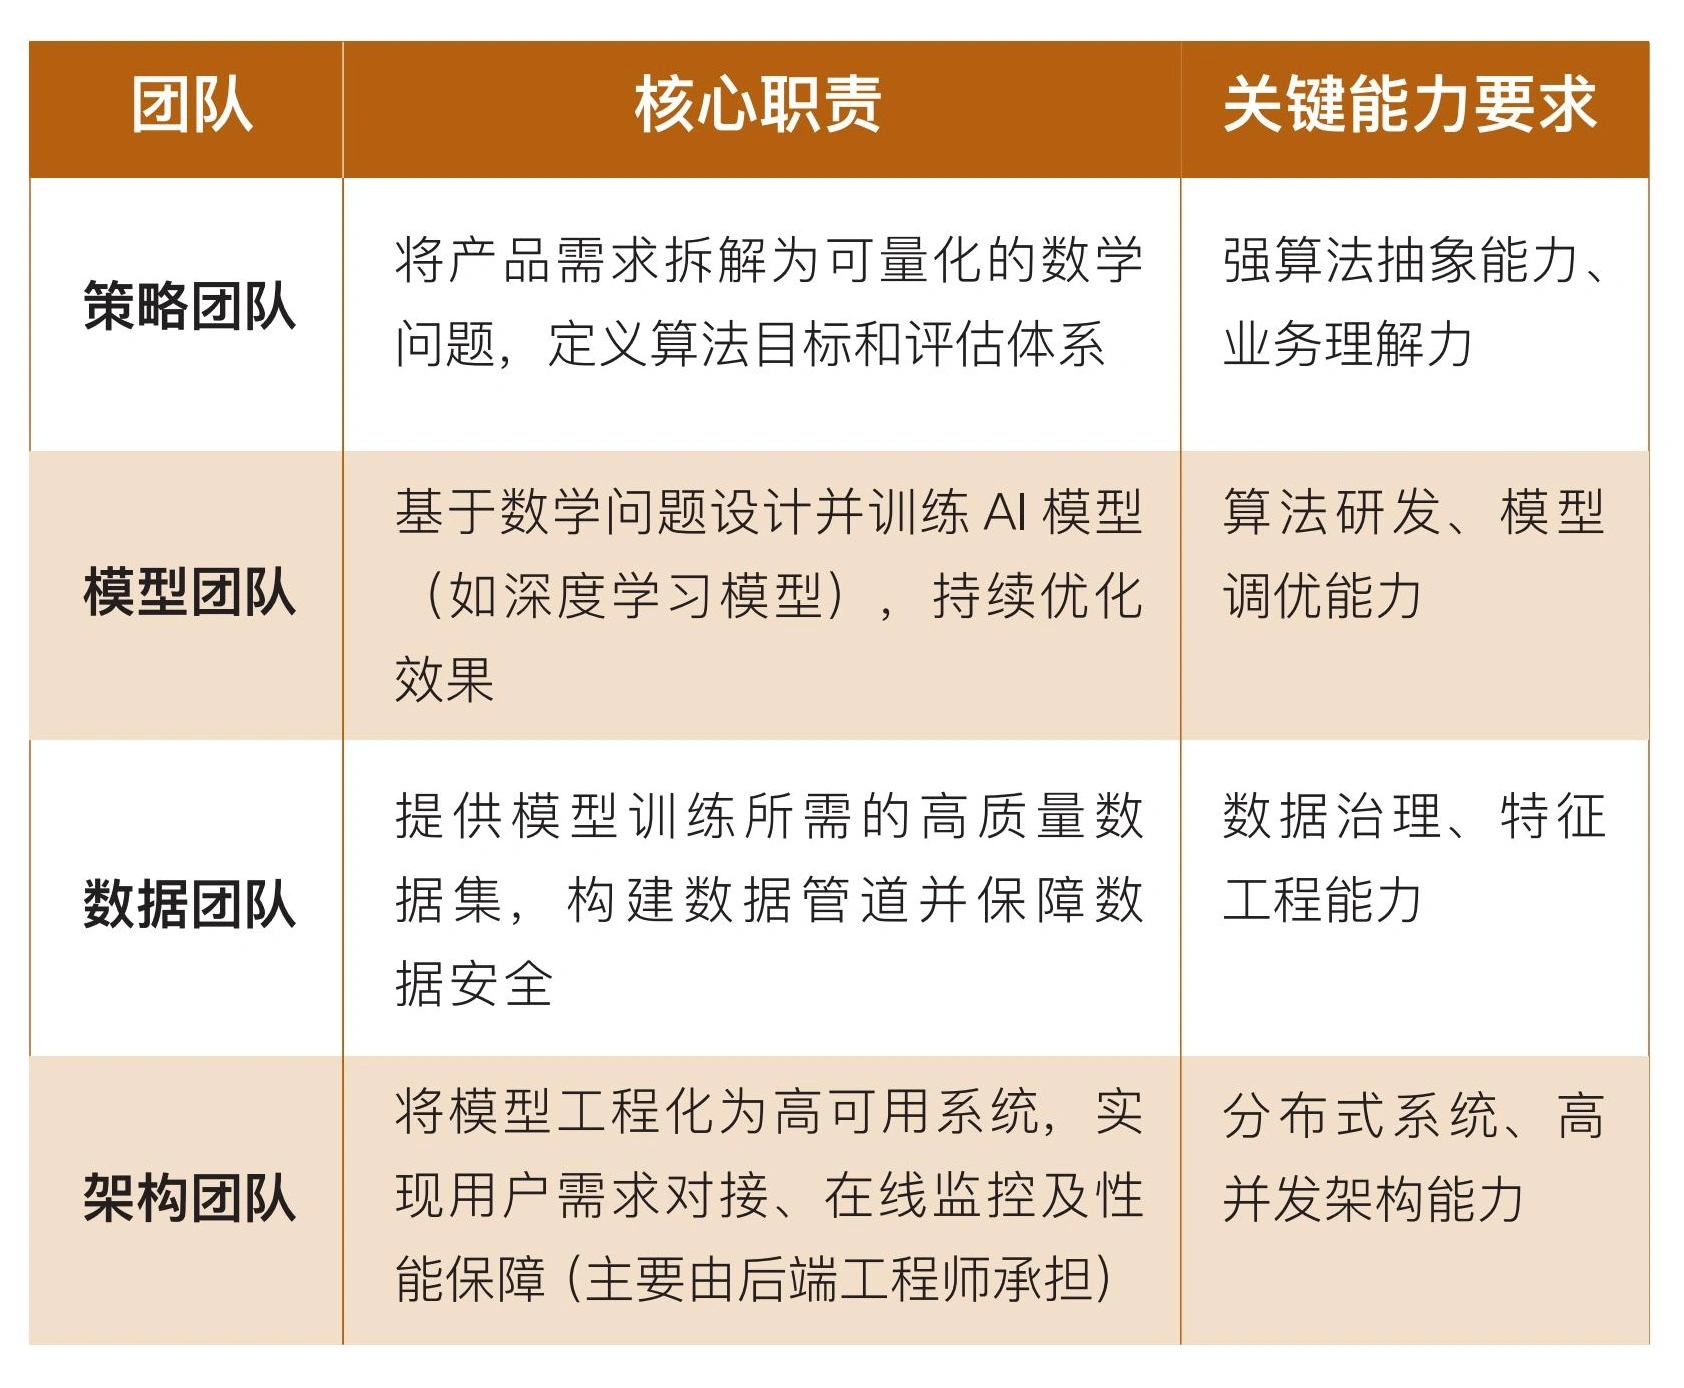 团队 核心职责 关键能力要求
策略团队
将产品需求拆解为可量化的数学
问题，定义算法目标和评估体系
强算法抽象能力、
业务理解力
模型团队
基于数学问题设计并训练 AI 模型
（如深度学习模型），持续优化
效果
算法研发、模型
调优能力
数据团队
提供模型训练所需的高质量数
据集，构建数据管道并保障数
据安全
数据治理、特征
工程能力
架构团队
将模型工程化为高可用系统，实
现用户需求对接、在线监控及性
能保障（主要由后端工程师承担）
分布式系统、高
并发架构能力